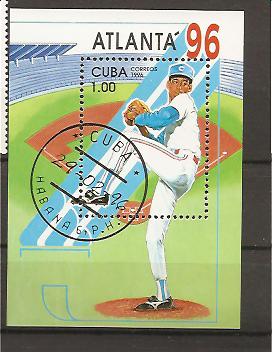 ATLANTA'96
CUBA CORREOS
1996
1.00
C
CUBA
HABANA